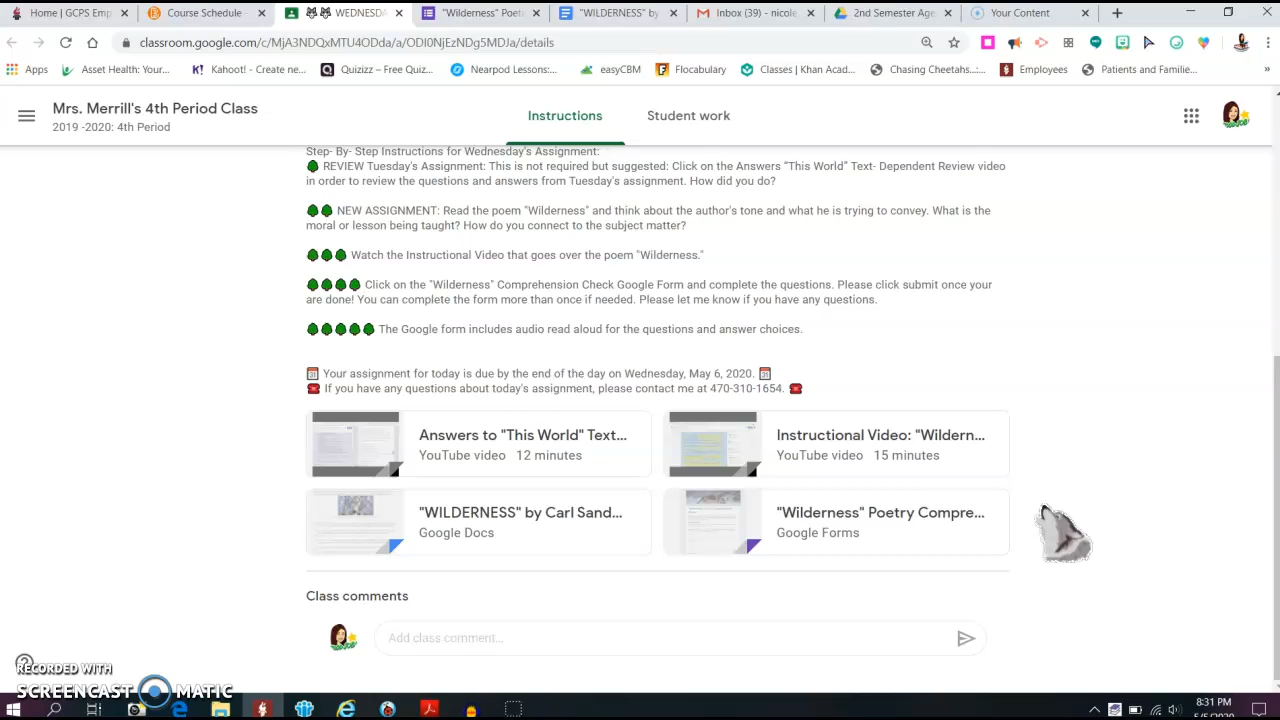 Home | GCPS Emp
Course Schedule
WEDNESDA
"Wilderness" Poet
"WILDERNESS" by
Inbox (39) - nicole
2nd Semester Age
Your Content
classroom.google.com/c/MjA3NDQxMTU4ODda/a/ODI0NjEzNDg5MDJa/details
Apps
Asset Health: Your...
Kahoot! - Create ne...
Quizizz – Free Quiz...
Nearpod Lessons:...
easyCBM
Flocabulary
Classes | Khan Acad...
Chasing Cheetahs...:...
Employees
Patients and Familie...
»
Mrs. Merrill's 4th Period Class
2019 -2020: 4th Period
Instructions
Student work
Step- By- Step Instructions for Wednesday's Assignment:
REVIEW Tuesday's Assignment: This is not required but suggested: Click on the Answers "This World" Text- Dependent Review video
in order to review the questions and answers from Tuesday's assignment. How did you do?
NEW ASSIGNMENT: Read the poem "Wilderness" and think about the author's tone and what he is trying to convey. What is the
moral or lesson being taught? How do you connect to the subject matter?
Watch the Instructional Video that goes over the poem "Wilderness."
Click on the "Wilderness" Comprehension Check Google Form and complete the questions. Please click submit once your
are done! You can complete the form more than once if needed. Please let me know if you have any questions.
The Google form includes audio read aloud for the questions and answer choices.
Your assignment for today is due by the end of the day on Wednesday, May 6, 2020.
If you have any questions about today's assignment, please contact me at 470-310-1654.
Answers to "This World" Text...
YouTube video 12 minutes
Instructional Video: "Wildern...
YouTube video 15 minutes
"WILDERNESS" by Carl Sand...
Google Docs
"Wilderness" Poetry Compre...
Google Forms
Class comments
Add class comment...
RECORDED WITH
SCREENCAST MATIC
8:31 PM